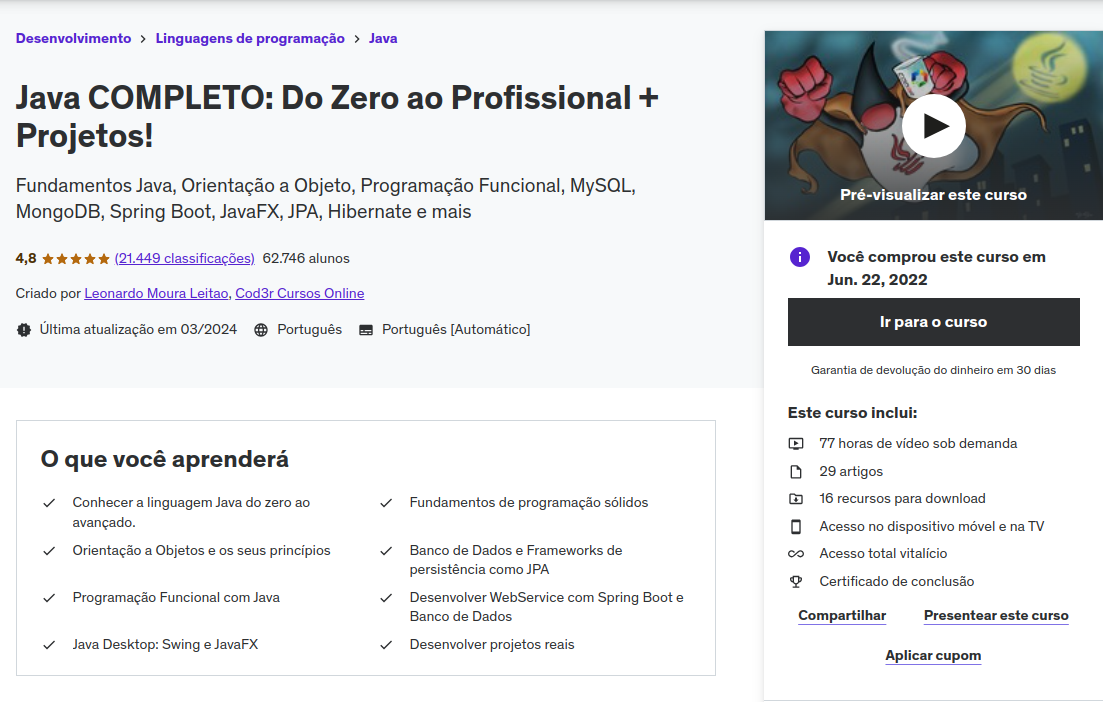 Desenvolvimento > Linguagens de programação > Java
Java COMPLETO: Do Zero ao Profissional +
Projetos!
Fundamentos Java, Orientação a Objeto, Programação Funcional, MySQL,
MongoDB, Spring Boot, JavaFX, JPA, Hibernate e mais
4,8 (21.449 classificações) 62.746 alunos
Criado por Leonardo Moura Leitao, Cod3r Cursos Online
Última atualização em 03/2024 Português Português [Automático]
O que você aprenderá
Conhecer a linguagem Java do zero ao
avançado.
Fundamentos de programação sólidos
Orientação a Objetos e os seus princípios
Banco de Dados e Frameworks de
persistência como JPA
Programação Funcional com Java
Desenvolver WebService com Spring Boot e
Banco de Dados
Java Desktop: Swing e JavaFX
Desenvolver projetos reais
Pré-visualizar este curso
Você comprou este curso em
Jun. 22, 2022
Ir para o curso
Garantia de devolução do dinheiro em 30 dias
Este curso inclui:
77 horas de vídeo sob demanda
29 artigos
16 recursos para download
Acesso no dispositivo móvel e na TV
Acesso total vitalício
Certificado de conclusão
Compartilhar Presentear este curso
Aplicar cupom